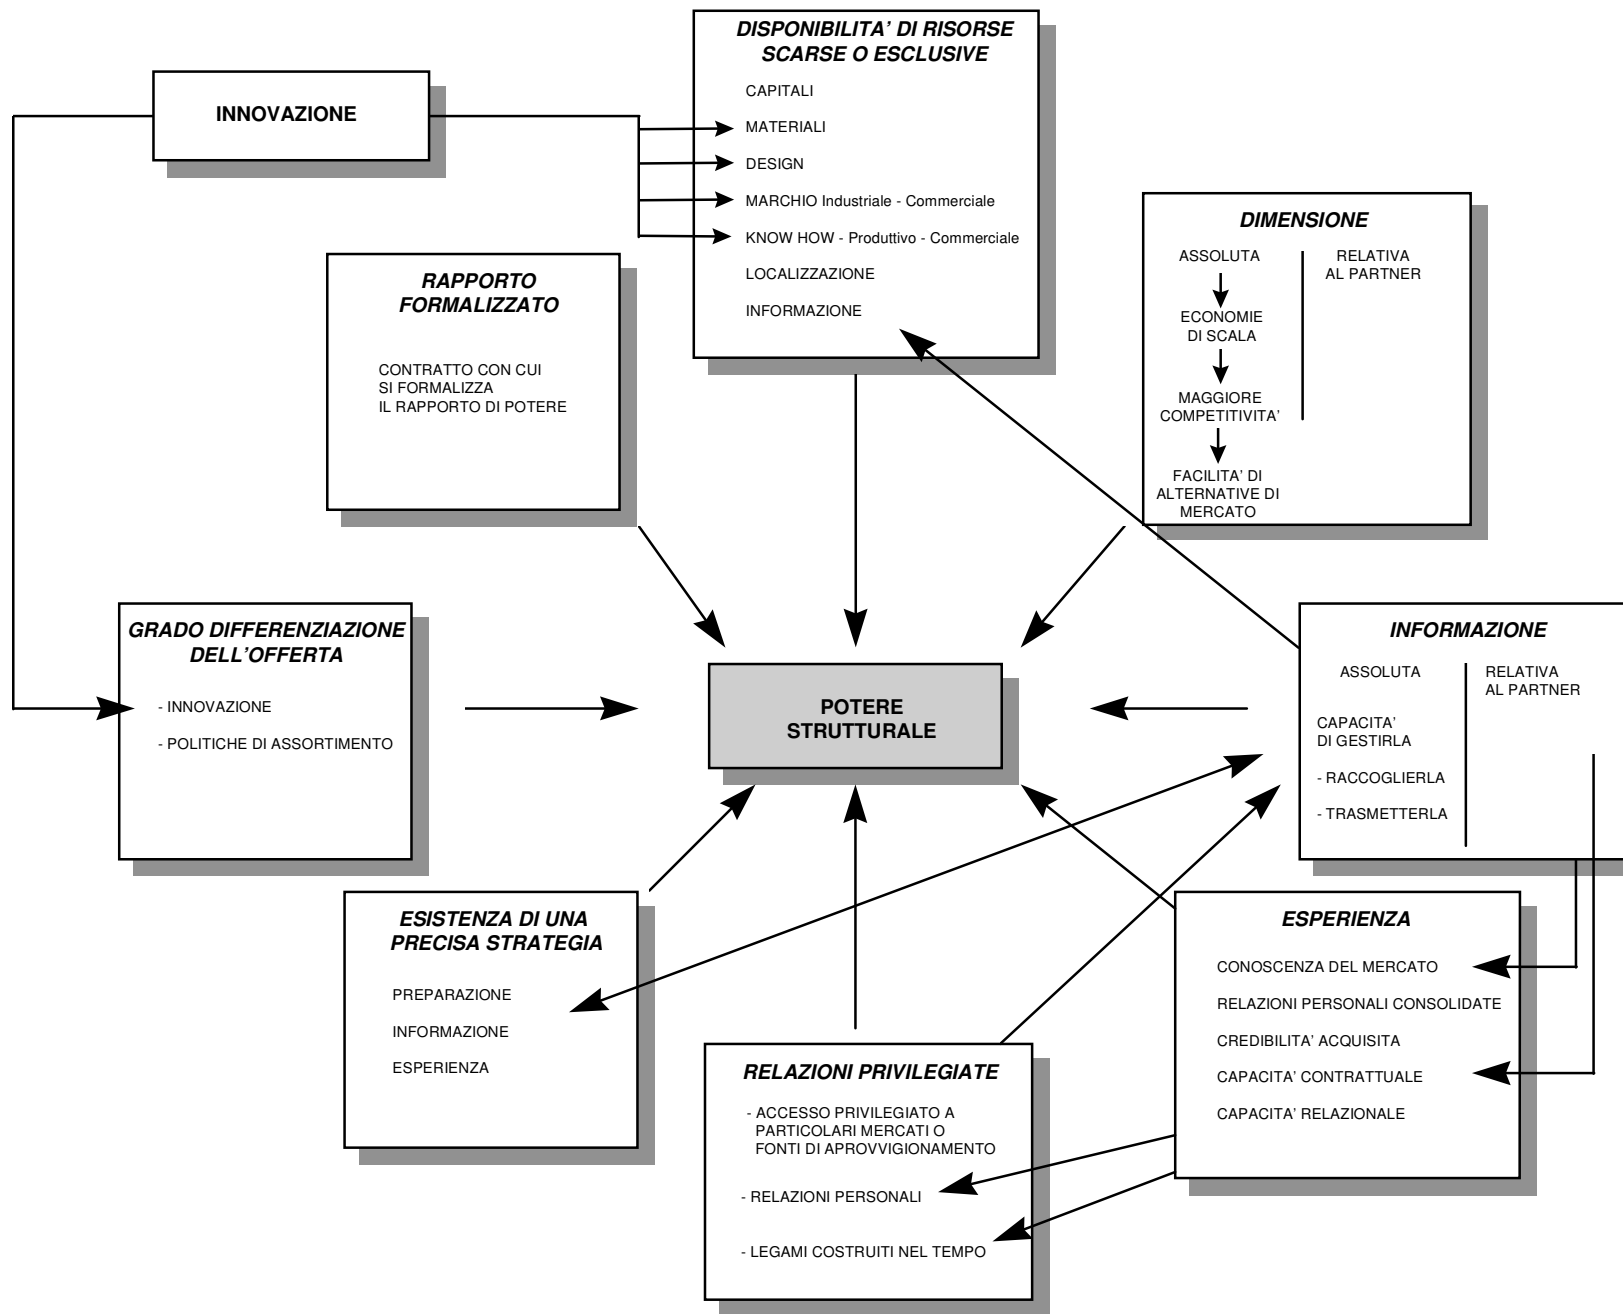 DISPONIBILITA' DI RISORSE
SCARSE O ESCLUSIVE
CAPITALI
MATERIALI
DESIGN
MARCHIO Industriale - Commerciale
KNOW HOW - Produttivo - Commerciale
LOCALIZZAZIONE
INFORMAZIONE
INNOVAZIONE
RAPPORTO
FORMALIZZATO
CONTRATTO CON CUI
SI FORMALIZZA
IL RAPPORTO DI POTERE
DIMENSIONE
ASSOLUTA
ECONOMIE
DI SCALA
MAGGIORE
COMPETITIVITA'
FACILITA' DI
ALTERNATIVE DI
MERCATO
RELATIVA
AL PARTNER
GRADO DIFFERENZIAZIONE
DELL'OFFERTA
- INNOVAZIONE
- POLITICHE DI ASSORTIMENTO
POTERE
STRUTTURALE
INFORMAZIONE
ASSOLUTA
CAPACITA'
DI GESTIRLA
- RACCOGLIERLA
- TRASMETTERLA
RELATIVA
AL PARTNER
ESISTENZA DI UNA
PRECISA STRATEGIA
PREPARAZIONE
INFORMAZIONE
ESPERIENZA
RELAZIONI PRIVILEGIATE
- ACCESSO PRIVILEGIATO A
PARTICOLARI MERCATI O
FONTI DI APROVVIGIONAMENTO
- RELAZIONI PERSONALI
- LEGAMI COSTRUITI NEL TEMPO
ESPERIENZA
CONOSCENZA DEL MERCATO
RELAZIONI PERSONALI CONSOLIDATE
CREDIBILITA' ACQUISITA
CAPACITA' CONTRATTUALE
CAPACITA' RELAZIONALE